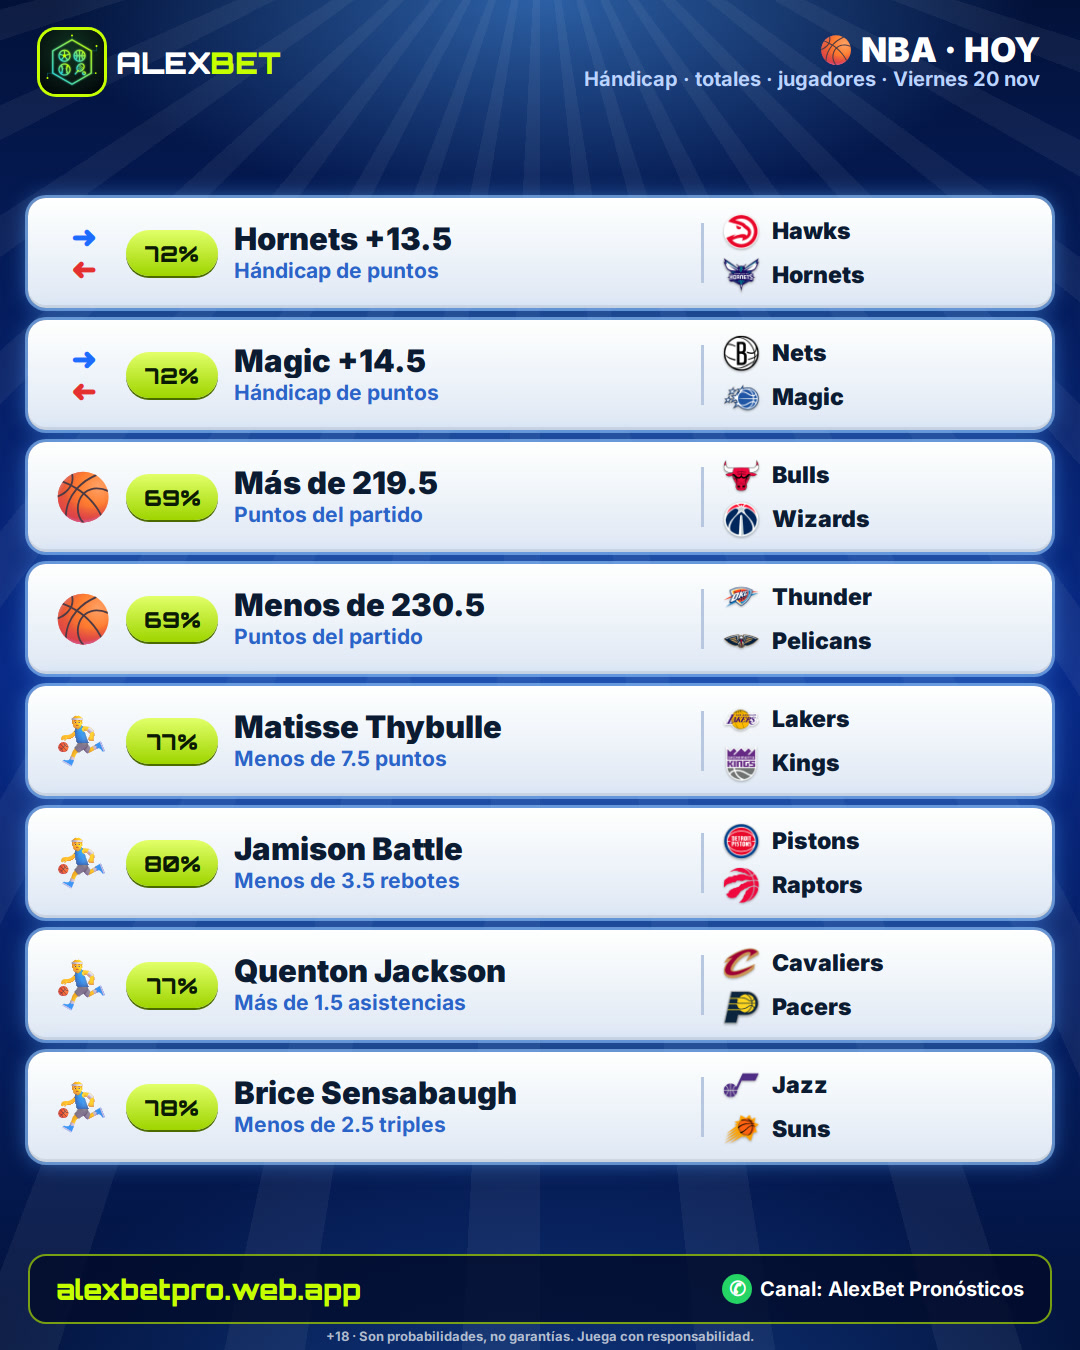 ALEXBET
NBA · HOY
Hándicap · totales · jugadores · Viernes 20 nov
72%
Hornets +13.5
Hándicap de puntos
Hawks
Hornets
72%
Magic +14.5
Hándicap de puntos
Nets
Magic
69%
Más de 219.5
Puntos del partido
Bulls
Wizards
69%
Menos de 230.5
Puntos del partido
Thunder
Pelicans
77%
Matisse Thybulle
Menos de 7.5 puntos
Lakers
Kings
80%
Jamison Battle
Menos de 3.5 rebotes
Pistons
Raptors
77%
Quenton Jackson
Más de 1.5 asistencias
Cavaliers
Pacers
78%
Brice Sensabaugh
Menos de 2.5 triples
Jazz
Suns
alexbetpro.web.app
Canal: AlexBet Pronósticos
+18 · Son probabilidades, no garantías. Juega con responsabilidad.